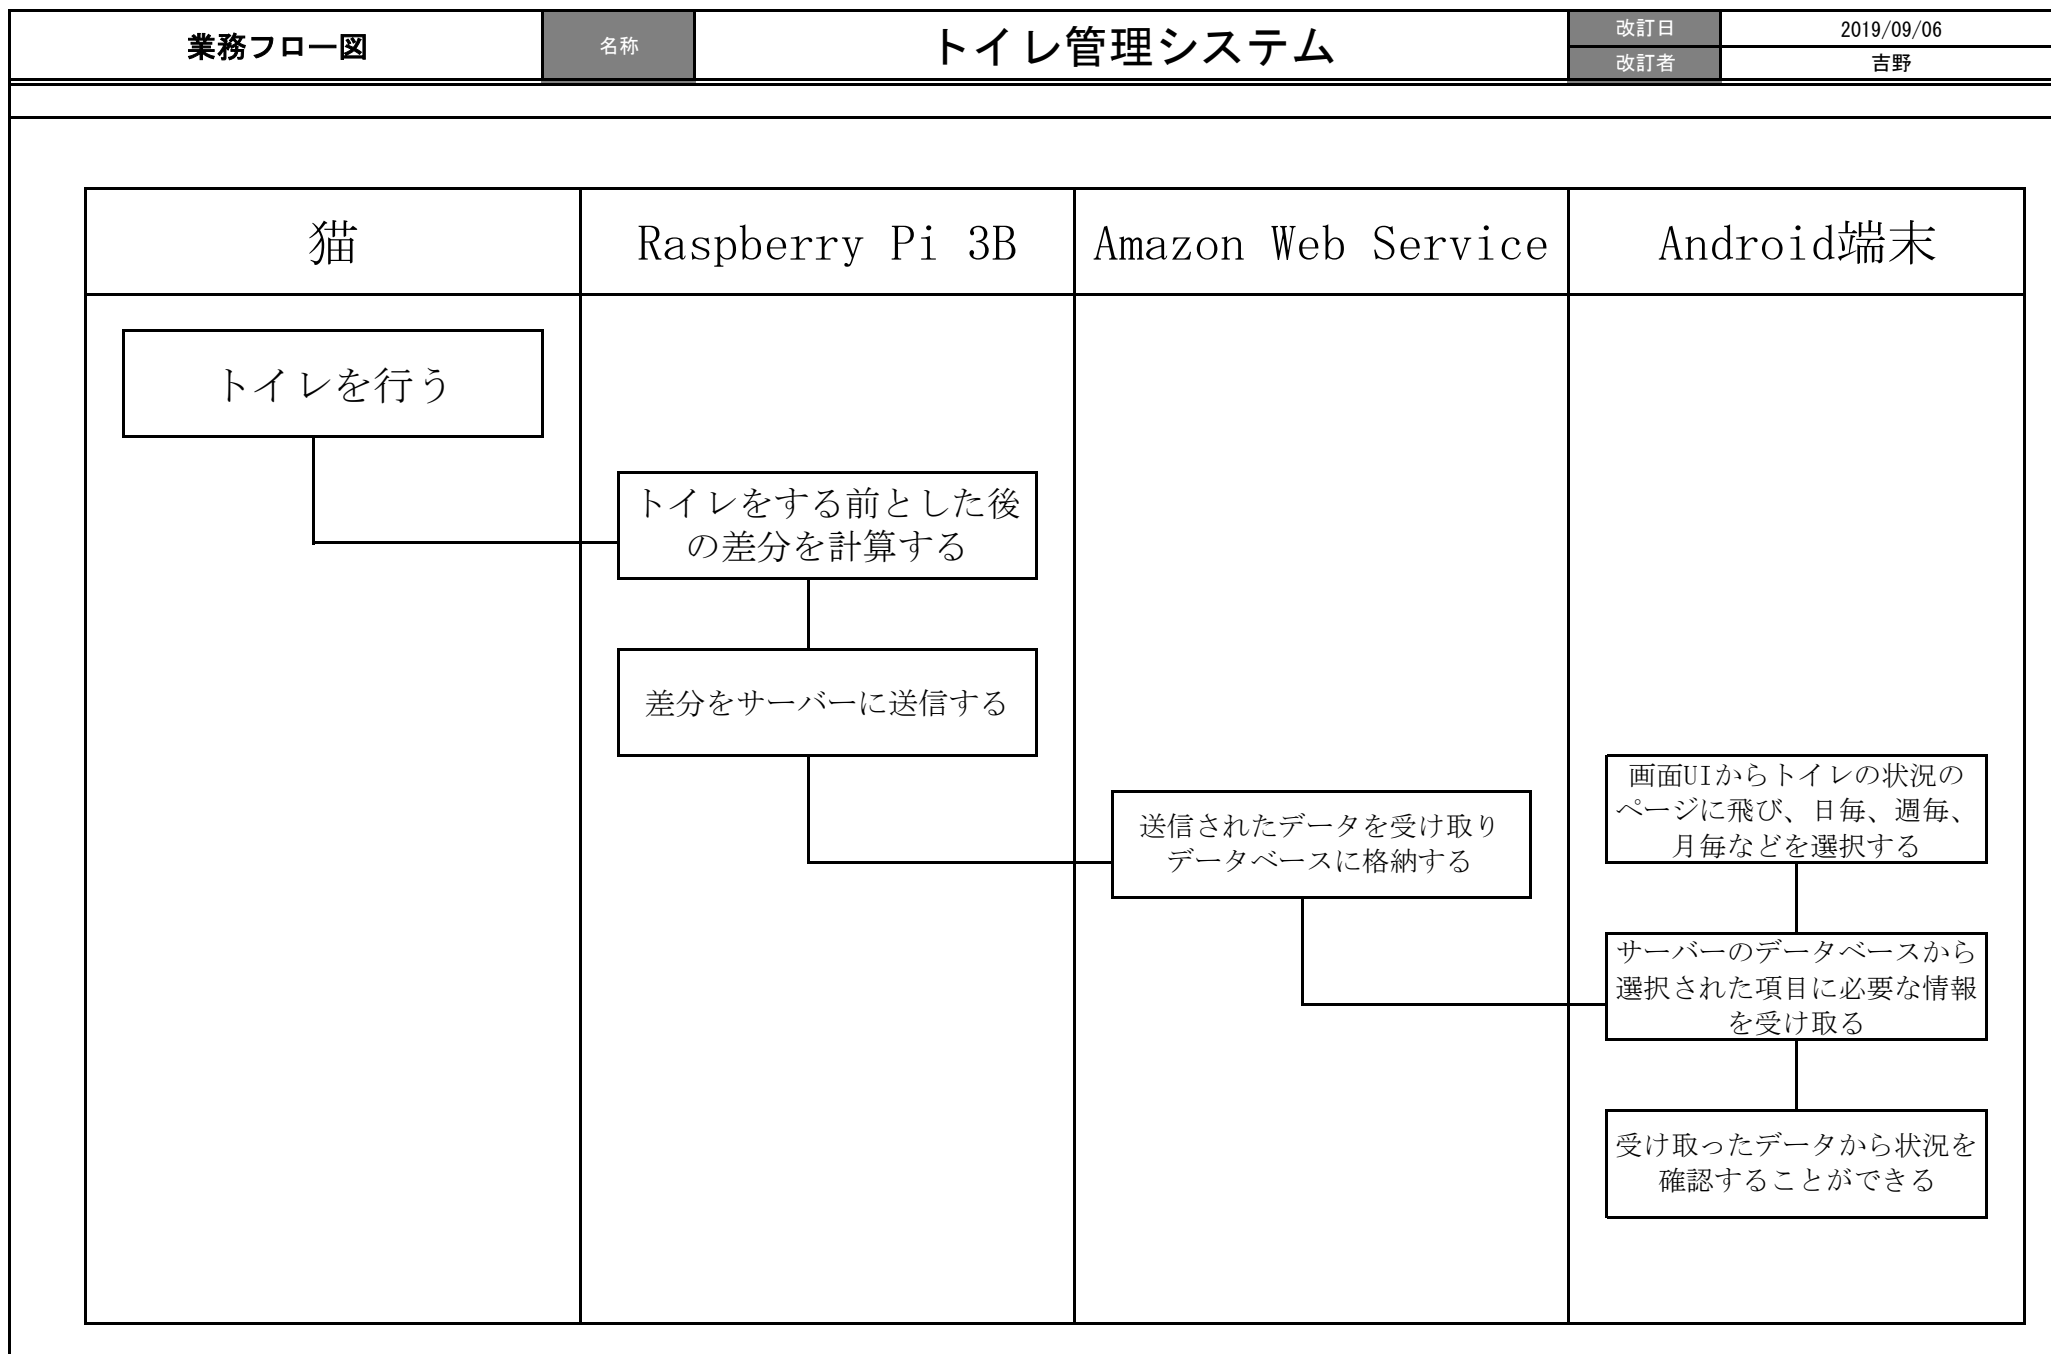 業務フロー図
名称
トイレ管理システム
改訂日
2019/09/06
改訂者
吉野
猫
Raspberry Pi 3B
Amazon Web Service
Android端末
トイレを行う
トイレをする前とした後
の差分を計算する
差分をサーバーに送信する
送信されたデータを受け取り
データベースに格納する
画面UIからトイレの状況の
ページに飛び、日毎、週毎、
月毎などを選択する
サーバーのデータベースから
選択された項目に必要な情報
を受け取る
受け取ったデータから状況を
確認することができる